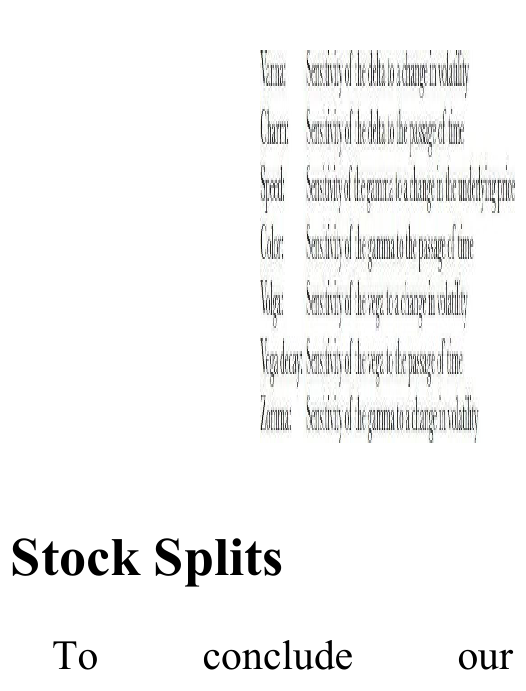 Vanna: Sensitivity of the delta to a change in volatility
Charm: Sensitivity of the delta to the passage of time
Speed: Sensitivity of the gamma to a change in the underlying price
Color: Sensitivity of the gamma to the passage of time
Volga: Sensitivity of the vega to a change in volatility
Vega decay: Sensitivity of the vega to the passage of time
Zomma: Sensitivity of the gamma to a change in volatility
Stock Splits
To conclude our